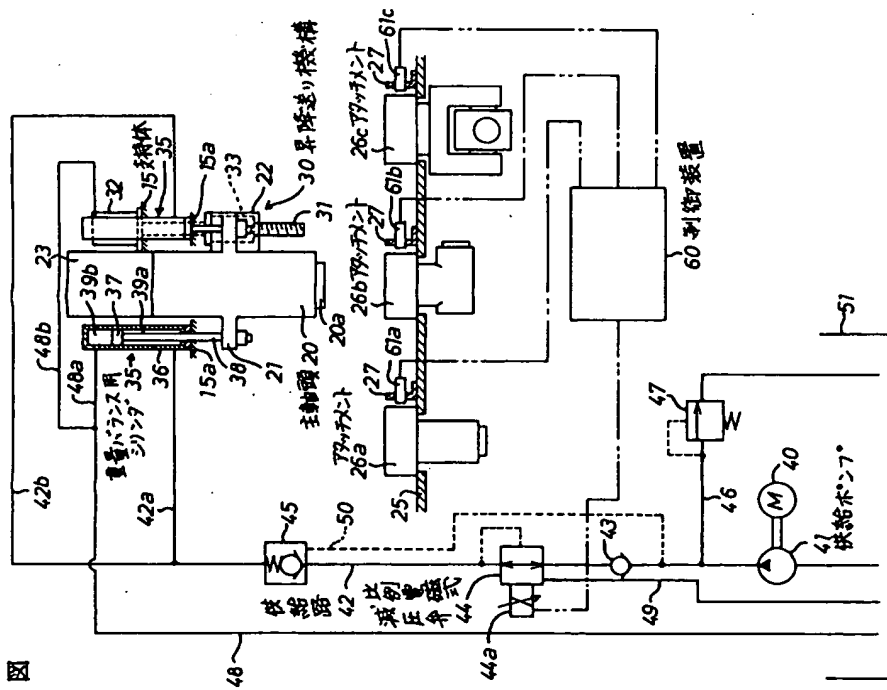 図
48
42b
42a
48b
48a
重量バランス用
シリンダ
35
36
15a
38
21
主軸頭 20
20a
23
39b
37
39a
32
15 支持体
35
15a
33
22
30 昇降送り機構
31
アタッチメント
26a
25
61a
27
26b アタッチメント
27
61b
26c アタッチメント
27
61c
60 制御装置
45
50
供給路
42
比例電磁式
減圧弁
44
44a
43
49
47
46
40
M
41
供給ポンプ
51